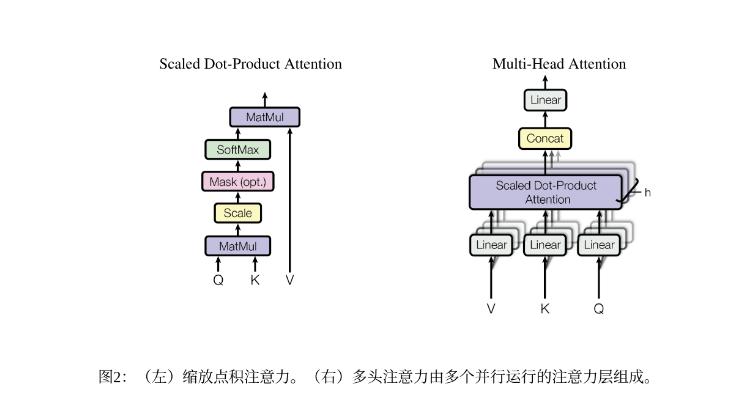 Scaled Dot-Product Attention
MatMul
SoftMax
Mask (opt.)
Scale
MatMul
Q K V
Multi-Head Attention
Linear
Concat
Scaled Dot-Product
Attention
h
Linear Linear Linear
V K Q
图2：（左）缩放点积注意力。（右）多头注意力由多个并行运行的注意力层组成。